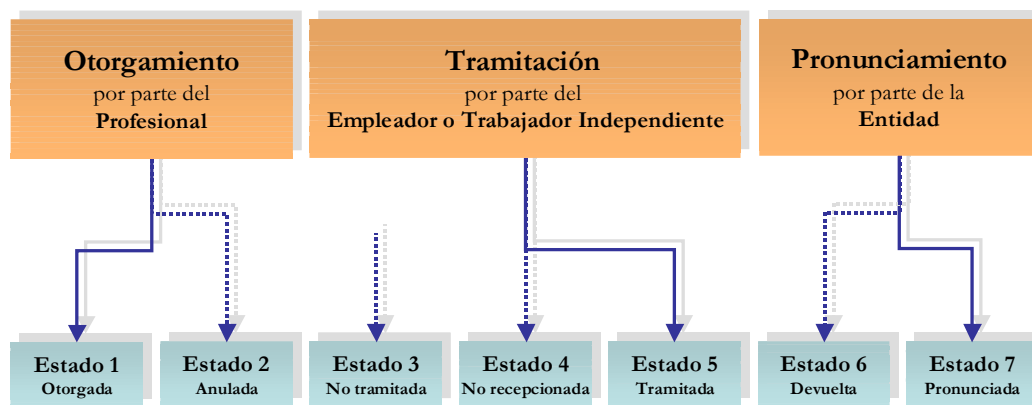 Otorgamiento
por parte del
Profesional
Tramitación
por parte del
Empleador o Trabajador Independiente
Pronunciamiento
por parte de la
Entidad
Estado 1
Otorgada
Estado 2
Anulada
Estado 3
No tramitada
Estado 4
No recepcionada
Estado 5
Tramitada
Estado 6
Devuelta
Estado 7
Pronunciada